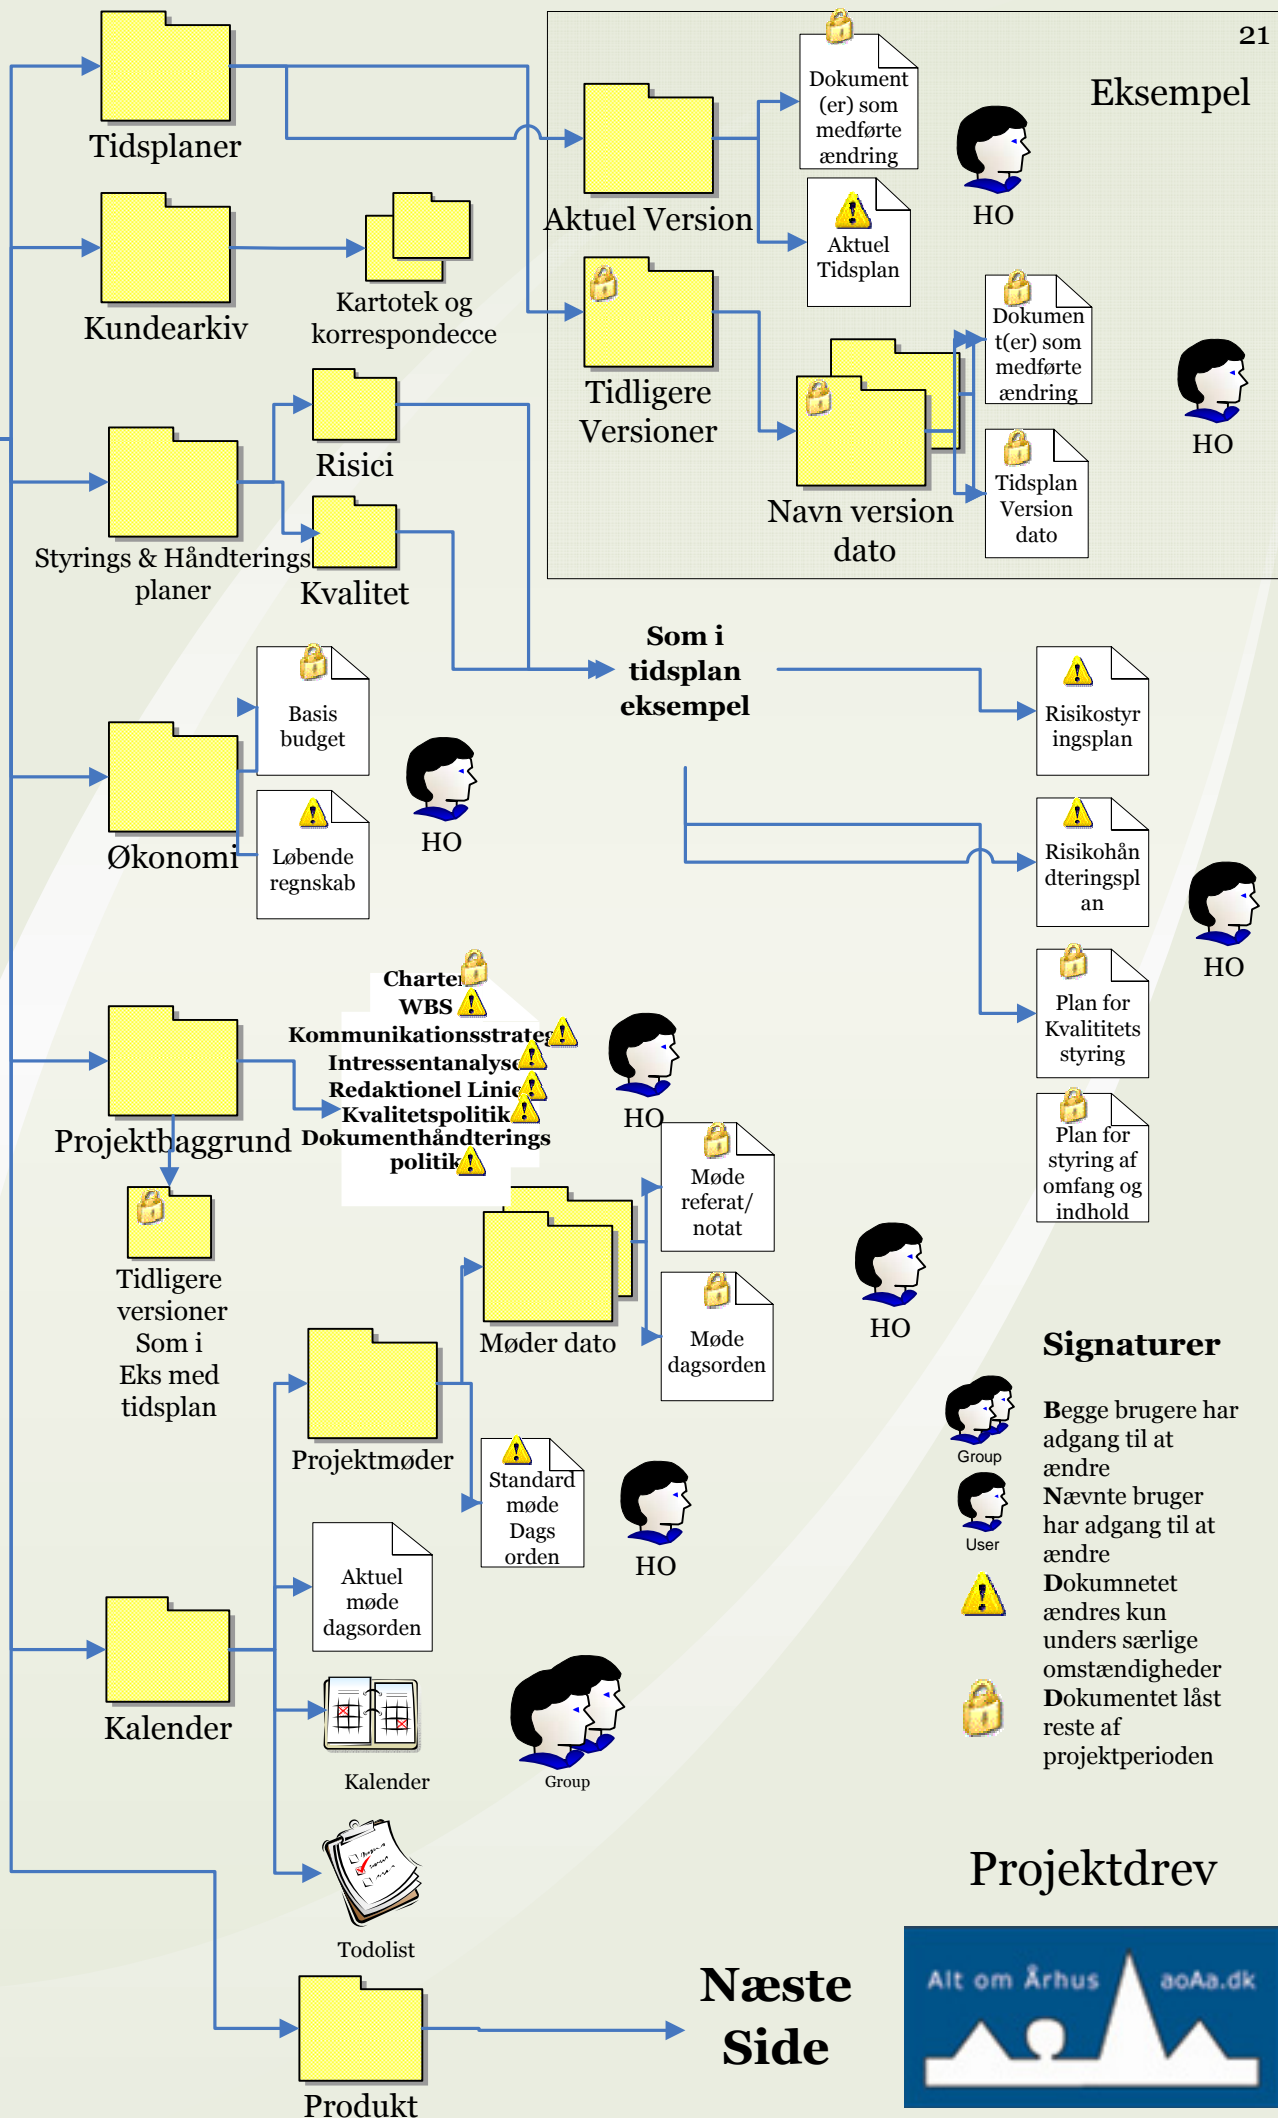 21
Eksempel
Tidsplaner
Aktuel Version
Dokument
(er) som
medførte
ændring
HO
Aktuel
Tidsplan
Kundearkiv
Kartotek og
korrespondecce
Tidligere
Versioner
Navn version
dato
Dokumen
t(er) som
medførte
ændring
HO
Tidsplan
Version
dato
Styrings & Håndterings
planer
Risici
Kvalitet
Som i
tidsplan
eksempel
Risikostyr
ingsplan
Risikohån
dteringspl
an
HO
Plan for
Kvalititets
styring
Plan for
styring af
omfang og
indhold
Økonomi
Basis
budget
Løbende
regnskab
HO
Projektbaggrund
Charter
WBS
Kommunikationsstrateg
Intressentanalyse
Redaktionel Linie
Kvalitetspolitik
Dokumenthåndterings
politik
HO
Tidligere
versioner
Som i
Eks med
tidsplan
Møder dato
Møde
referat/
notat
Møde
dagsorden
HO
Projektmøder
Standard
møde
Dags
orden
HO
Kalender
Aktuel
møde
dagsorden
Kalender
Group
Todolist
Signaturer
Group
Begge brugere har
adgang til at
ændre
User
Nævnte bruger
har adgang til at
ændre
Dokumnetet
ændres kun
unders særlige
omstændigheder
Dokumentet låst
reste af
projektperioden
Projektdrev
Produkt
Næste
Side
Alt om Århus aoAa.dk